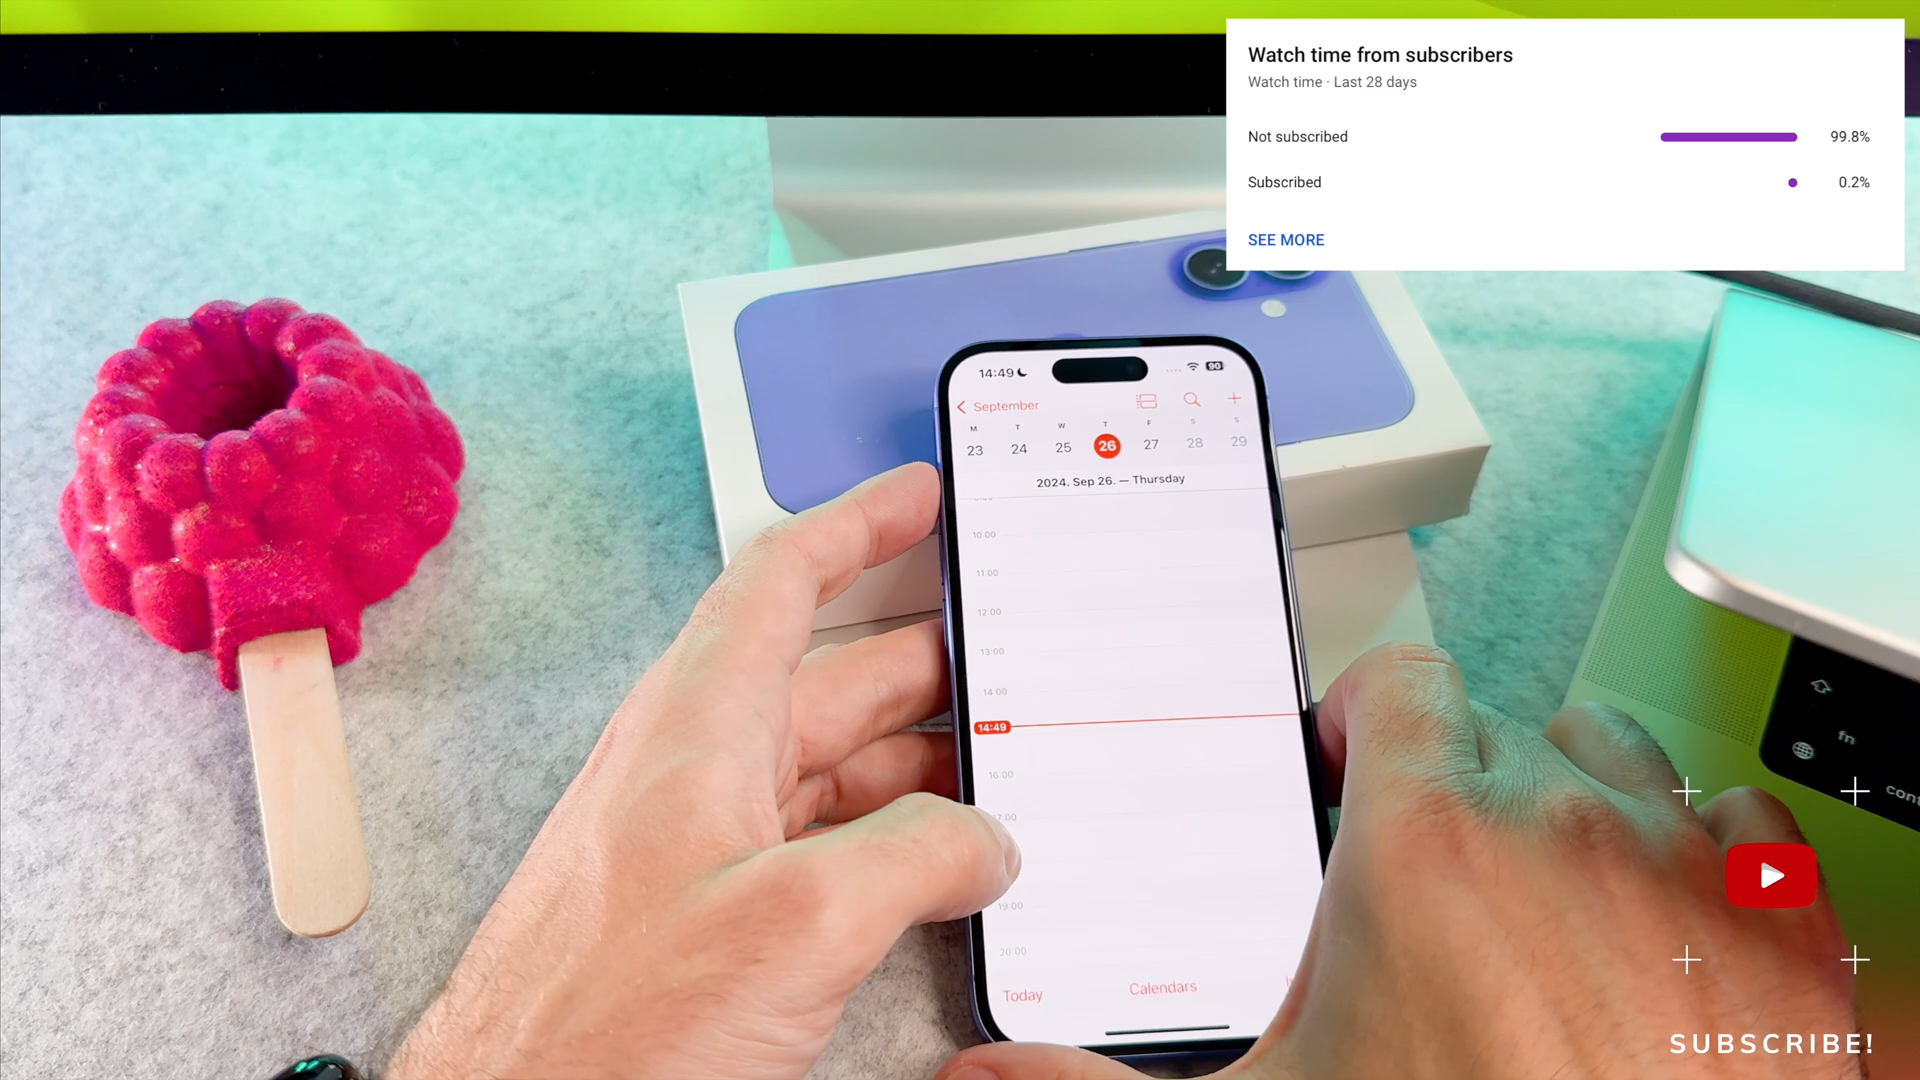 Watch time from subscribers
Watch time · Last 28 days
Not subscribed 99.8%
Subscribed 0.2%
SEE MORE
14:49 90
September
M T W T F S S
23 24 25 26 27 28 29
2024. Sep 26. — Thursday
10:00
11:00
12:00
13:00
14:00
14:49
16:00
17:00
19:00
20:00
Today Calendars
fn
SUBSCRIBE!